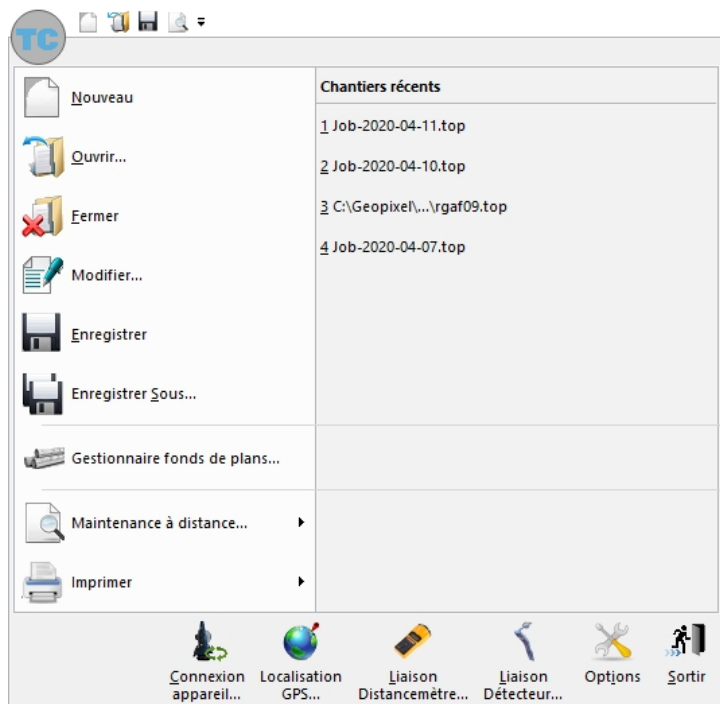 TC
Nouveau
Ouvrir...
Fermer
Modifier...
Enregistrer
Enregistrer Sous...
Gestionnaire fonds de plans...
Maintenance à distance...
Imprimer
Chantiers récents
1 Job-2020-04-11.top
2 Job-2020-04-10.top
3 C:\Geopixel\...\rgaf09.top
4 Job-2020-04-07.top
Connexion
appareil...
Localisation
GPS...
Liaison
Distancemètre...
Liaison
Détecteur...
Options
Sortir